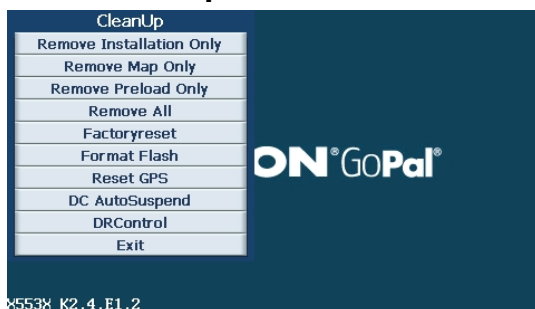 CleanUp
Remove Installation Only
Remove Map Only
Remove Preload Only
Remove All
Factoryreset
Format Flash
Reset GPS
DC AutoSuspend
DRControl
Exit
ON®GoPal®
X553X K2.4.E1.2